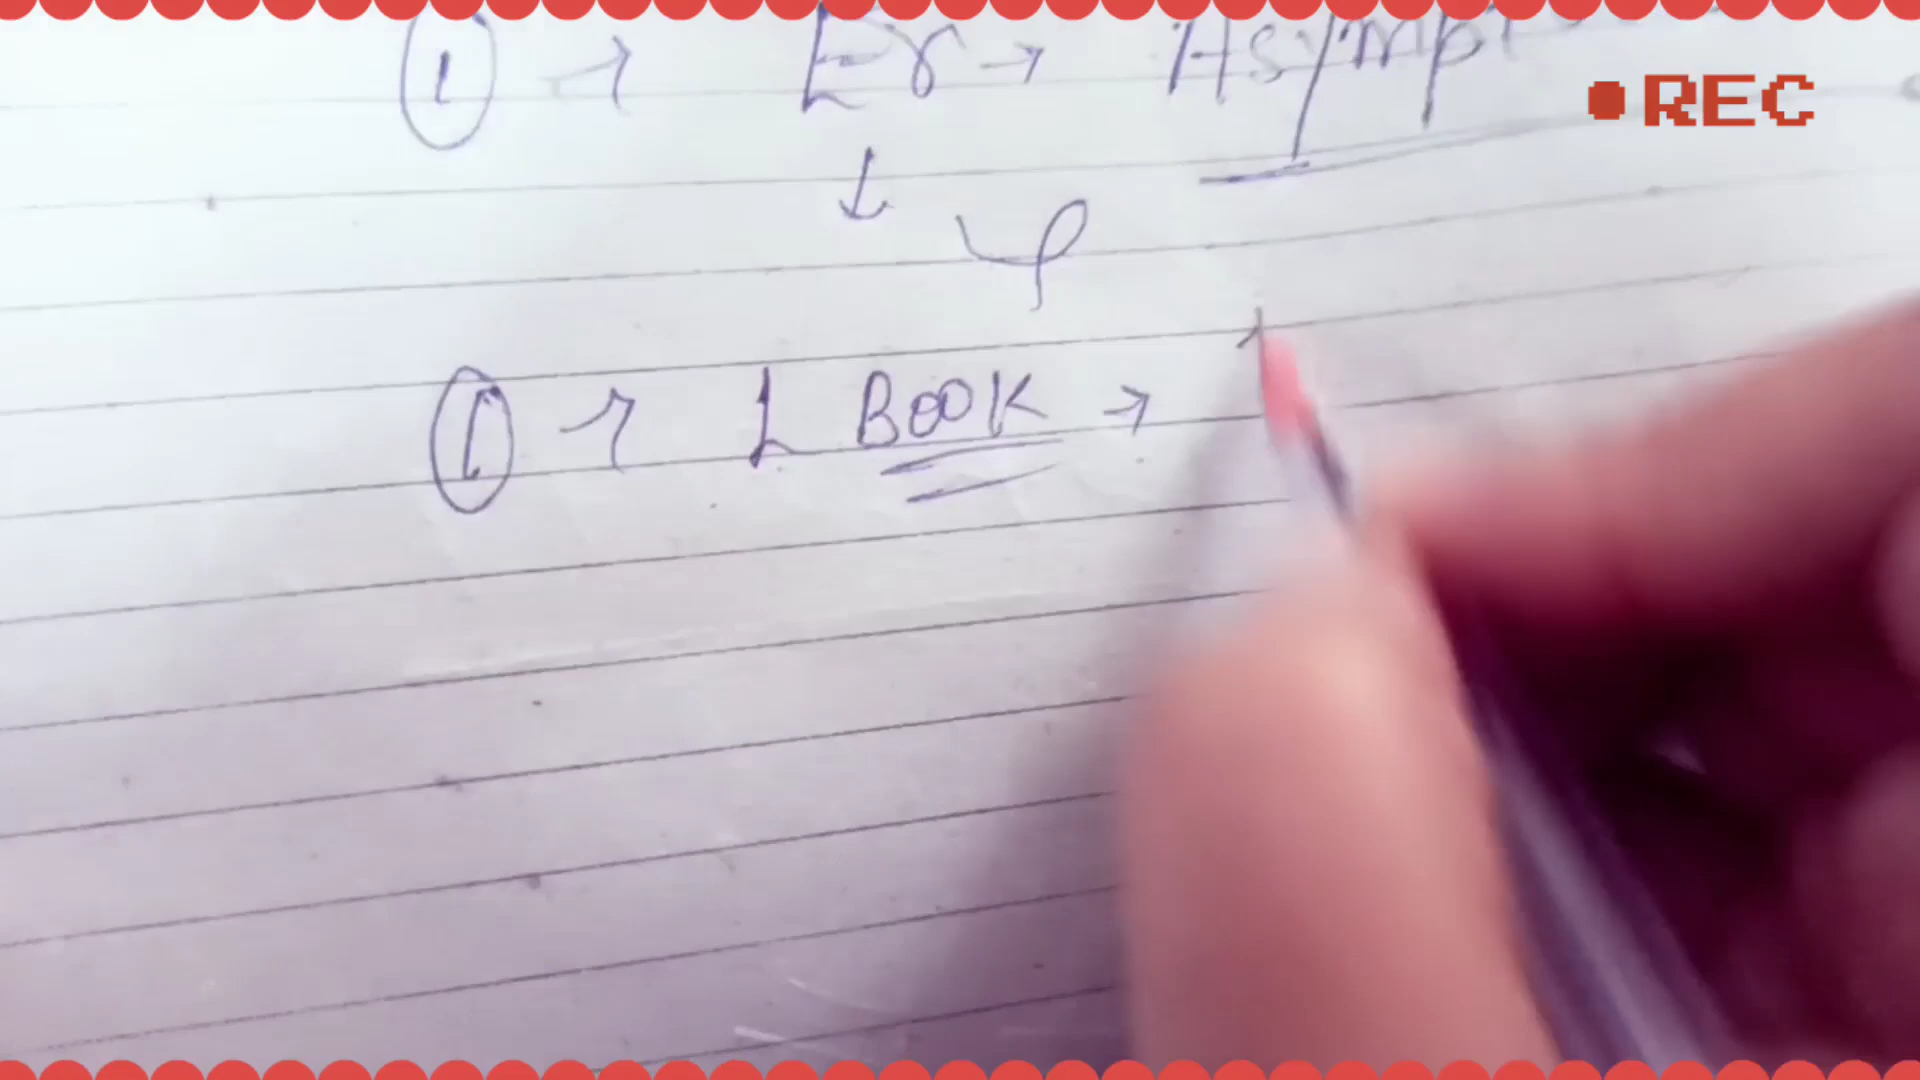 ① → Er → Asymp
REC
↓
① → L BOOK →